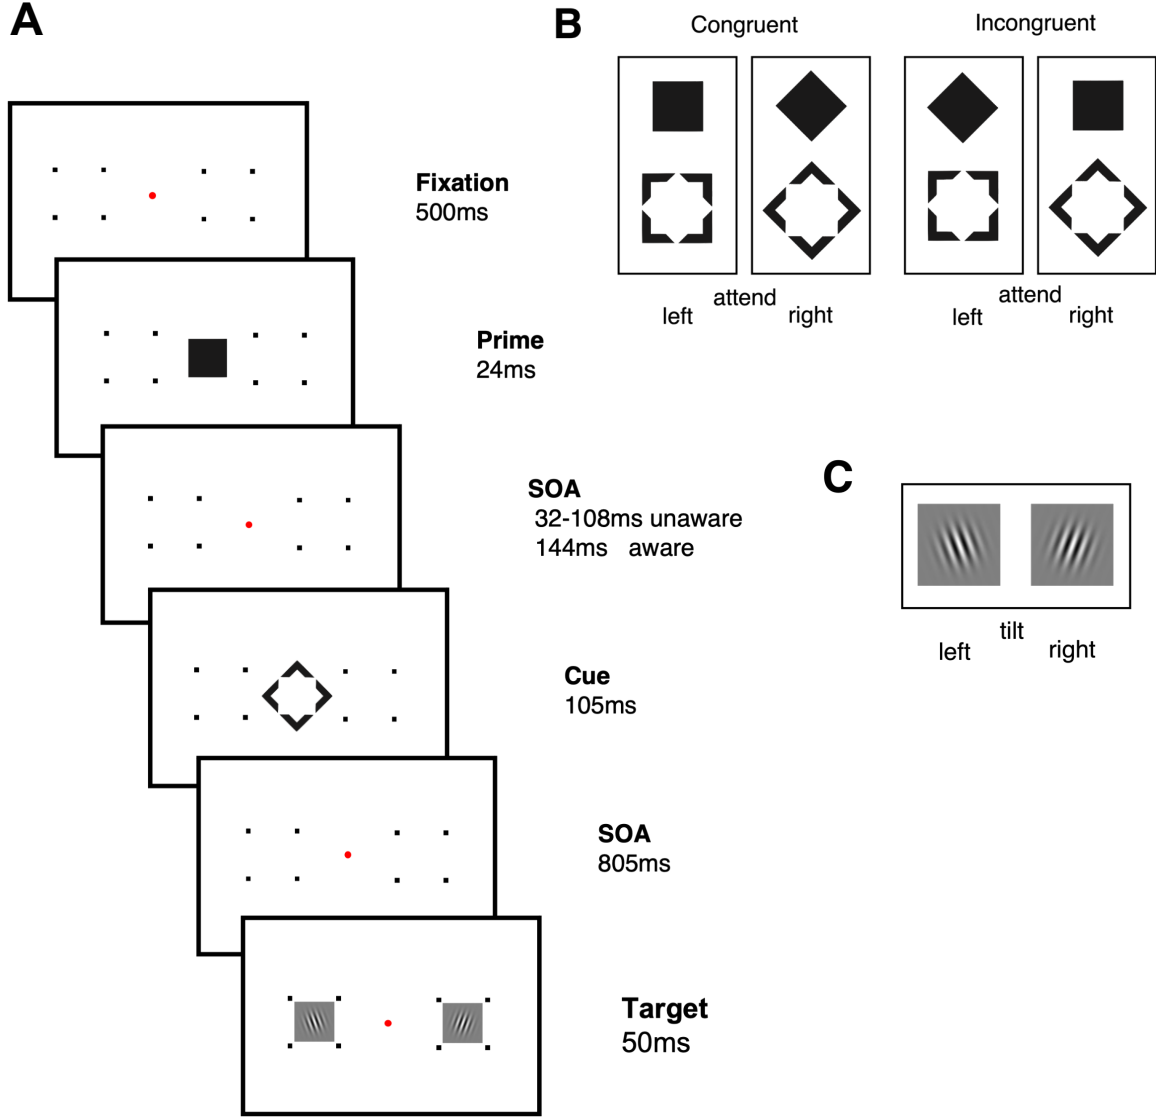 A
Fixation
500ms
Prime
24ms
SOA
32-108ms unaware
144ms aware
Cue
105ms
SOA
805ms
Target
50ms
B
Congruent
Incongruent
attend
left right
attend
left right
C
tilt
left right